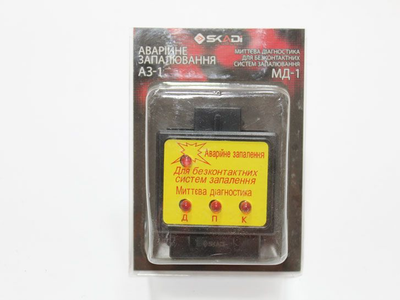 SKADI
АВАРІЙНЕ
ЗАПАЛЮВАННЯ
АЗ-1
МИТТЄВА ДІАГНОСТИКА
ДЛЯ БЕЗКОНТАКТНИХ
СИСТЕМ ЗАПАЛЮВАННЯ
МД-1
Аварійне запалення
Для безконтактних
систем запалення
Миттєва діагностика
Д П К
SKADI